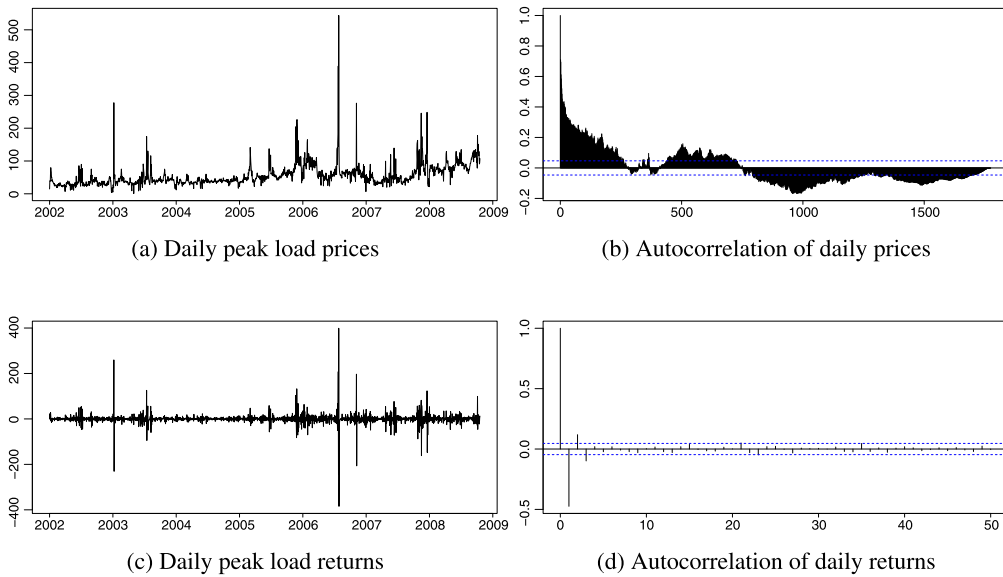 500
400
300
200
100
0
2002 2003 2004 2005 2006 2007 2008 2009
(a) Daily peak load prices
1.0
0.8
0.6
0.4
0.2
0.0
−0.2
0 500 1000 1500
(b) Autocorrelation of daily prices
400
200
0
−200
−400
2002 2003 2004 2005 2006 2007 2008 2009
(c) Daily peak load returns
1.0
0.5
0.0
−0.5
0 10 20 30 40 50
(d) Autocorrelation of daily returns